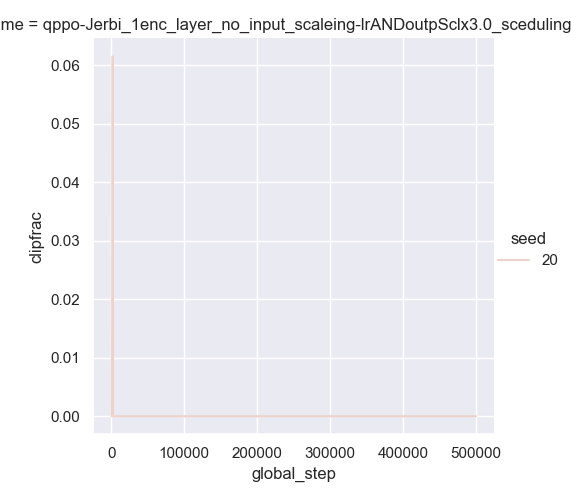 me = qppo-Jerbi_1enc_layer_no_input_scaleing-lrANDoutpSclx3.0_sceduling
0.06
0.05
0.04
0.03
0.02
0.01
0.00
clipfrac
0 100000 200000 300000 400000 500000
global_step
seed
20